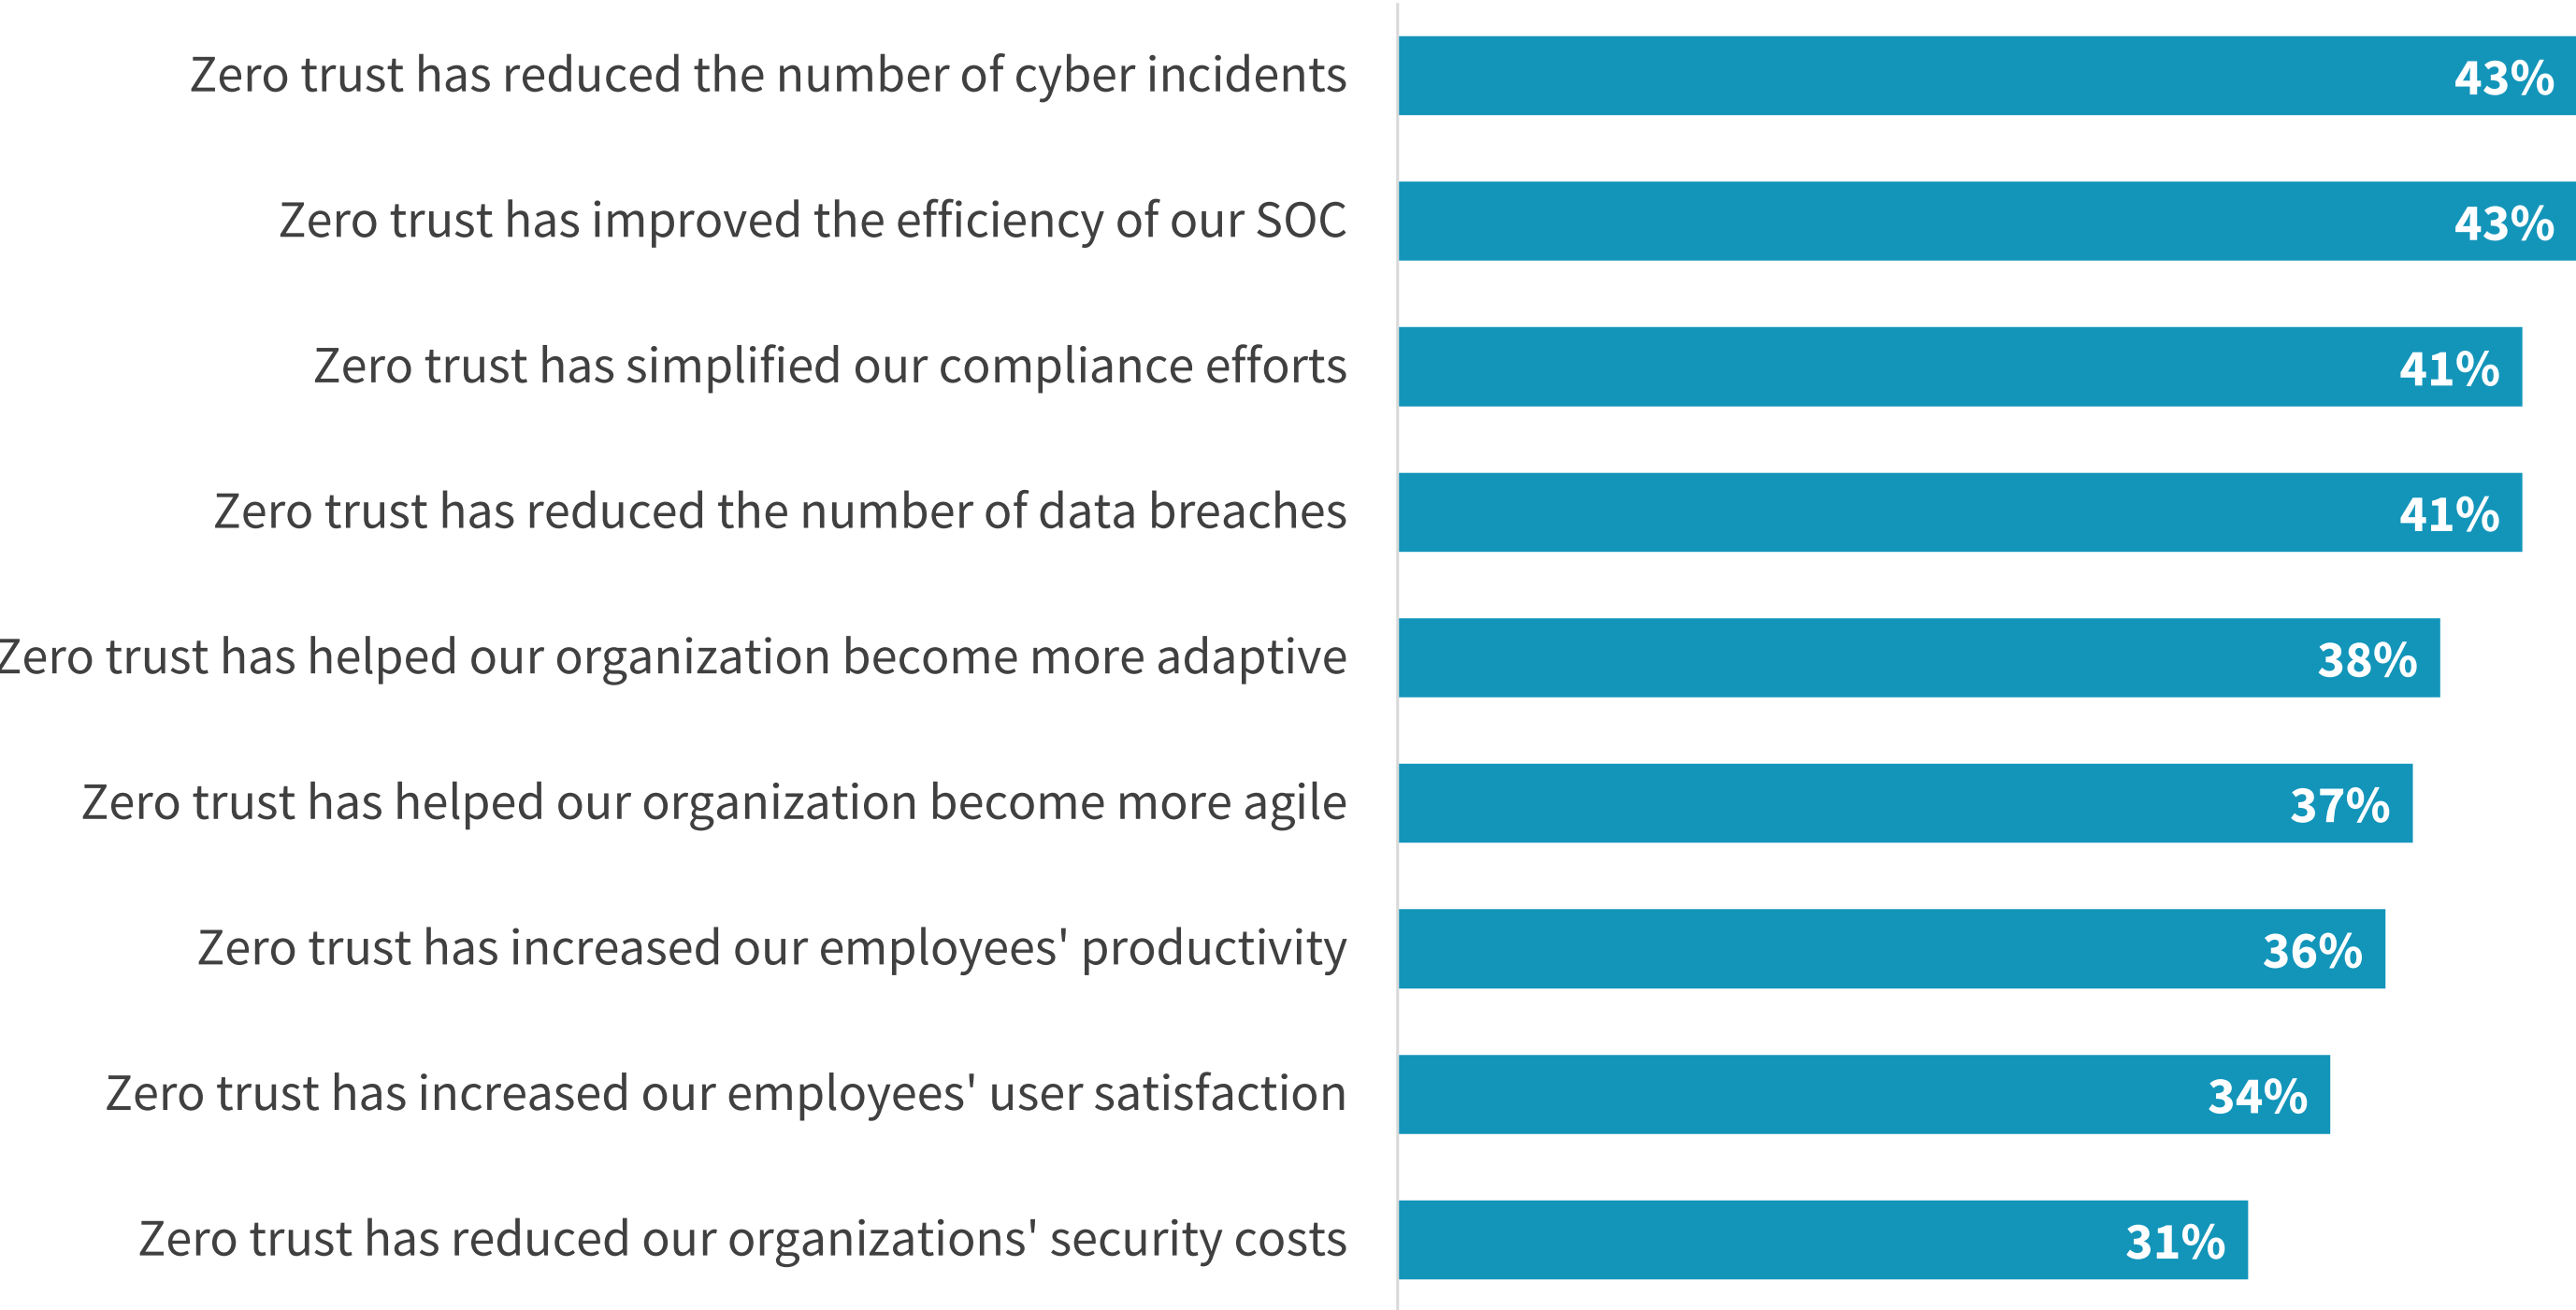 Zero trust has reduced the number of cyber incidents 43%
Zero trust has improved the efficiency of our SOC 43%
Zero trust has simplified our compliance efforts 41%
Zero trust has reduced the number of data breaches 41%
Zero trust has helped our organization become more adaptive 38%
Zero trust has helped our organization become more agile 37%
Zero trust has increased our employees' productivity 36%
Zero trust has increased our employees' user satisfaction 34%
Zero trust has reduced our organizations' security costs 31%